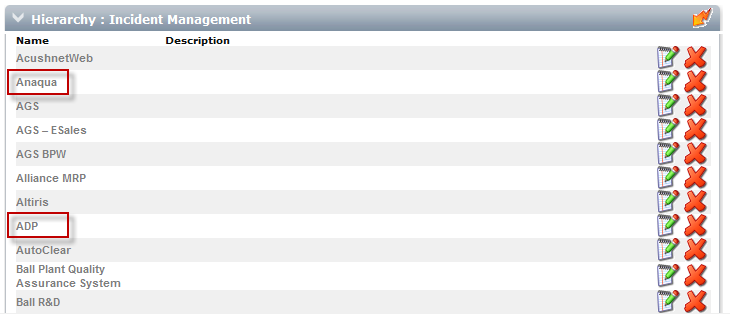 Hierarchy : Incident Management
Name Description
AcushnetWeb
Anaqua
AGS
AGS – ESales
AGS BPW
Alliance MRP
Altiris
ADP
AutoClear
Ball Plant Quality
Assurance System
Ball R&D